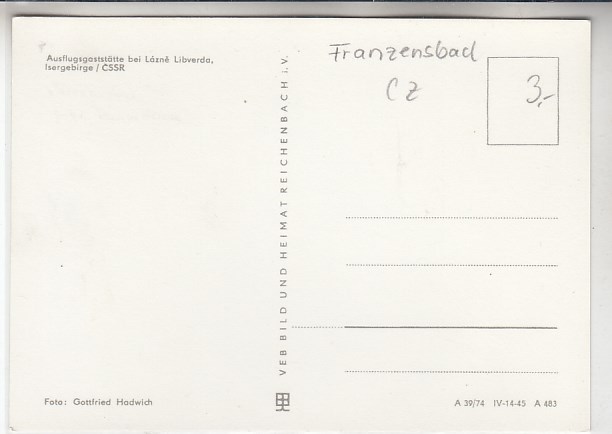 Ausflugsgaststätte bei Lázně Libverda,
Isergebirge / ČSSR
Franzensbad
CZ
3,-
VEB BILD UND HEIMAT REICHENBACH i. V.
Foto: Gottfried Hadwich
A 39/74 IV-14-45 A 483